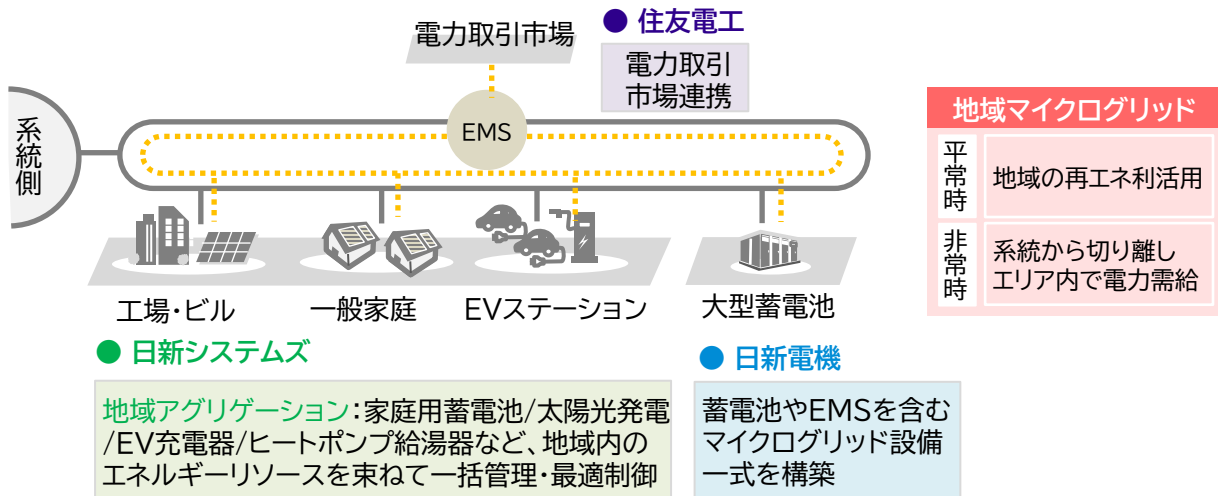 電力取引市場
● 住友電工
電力取引
市場連携
系統側
EMS
地域マイクログリッド
平常時
地域の再エネ利活用
非常時
系統から切り離し
エリア内で電力需給
工場・ビル
一般家庭
EVステーション
大型蓄電池
● 日新システムズ
地域アグリゲーション：家庭用蓄電池/太陽光発電
/EV充電器/ヒートポンプ給湯器など、地域内の
エネルギーリソースを束ねて一括管理・最適制御
● 日新電機
蓄電池やEMSを含む
マイクログリッド設備
一式を構築